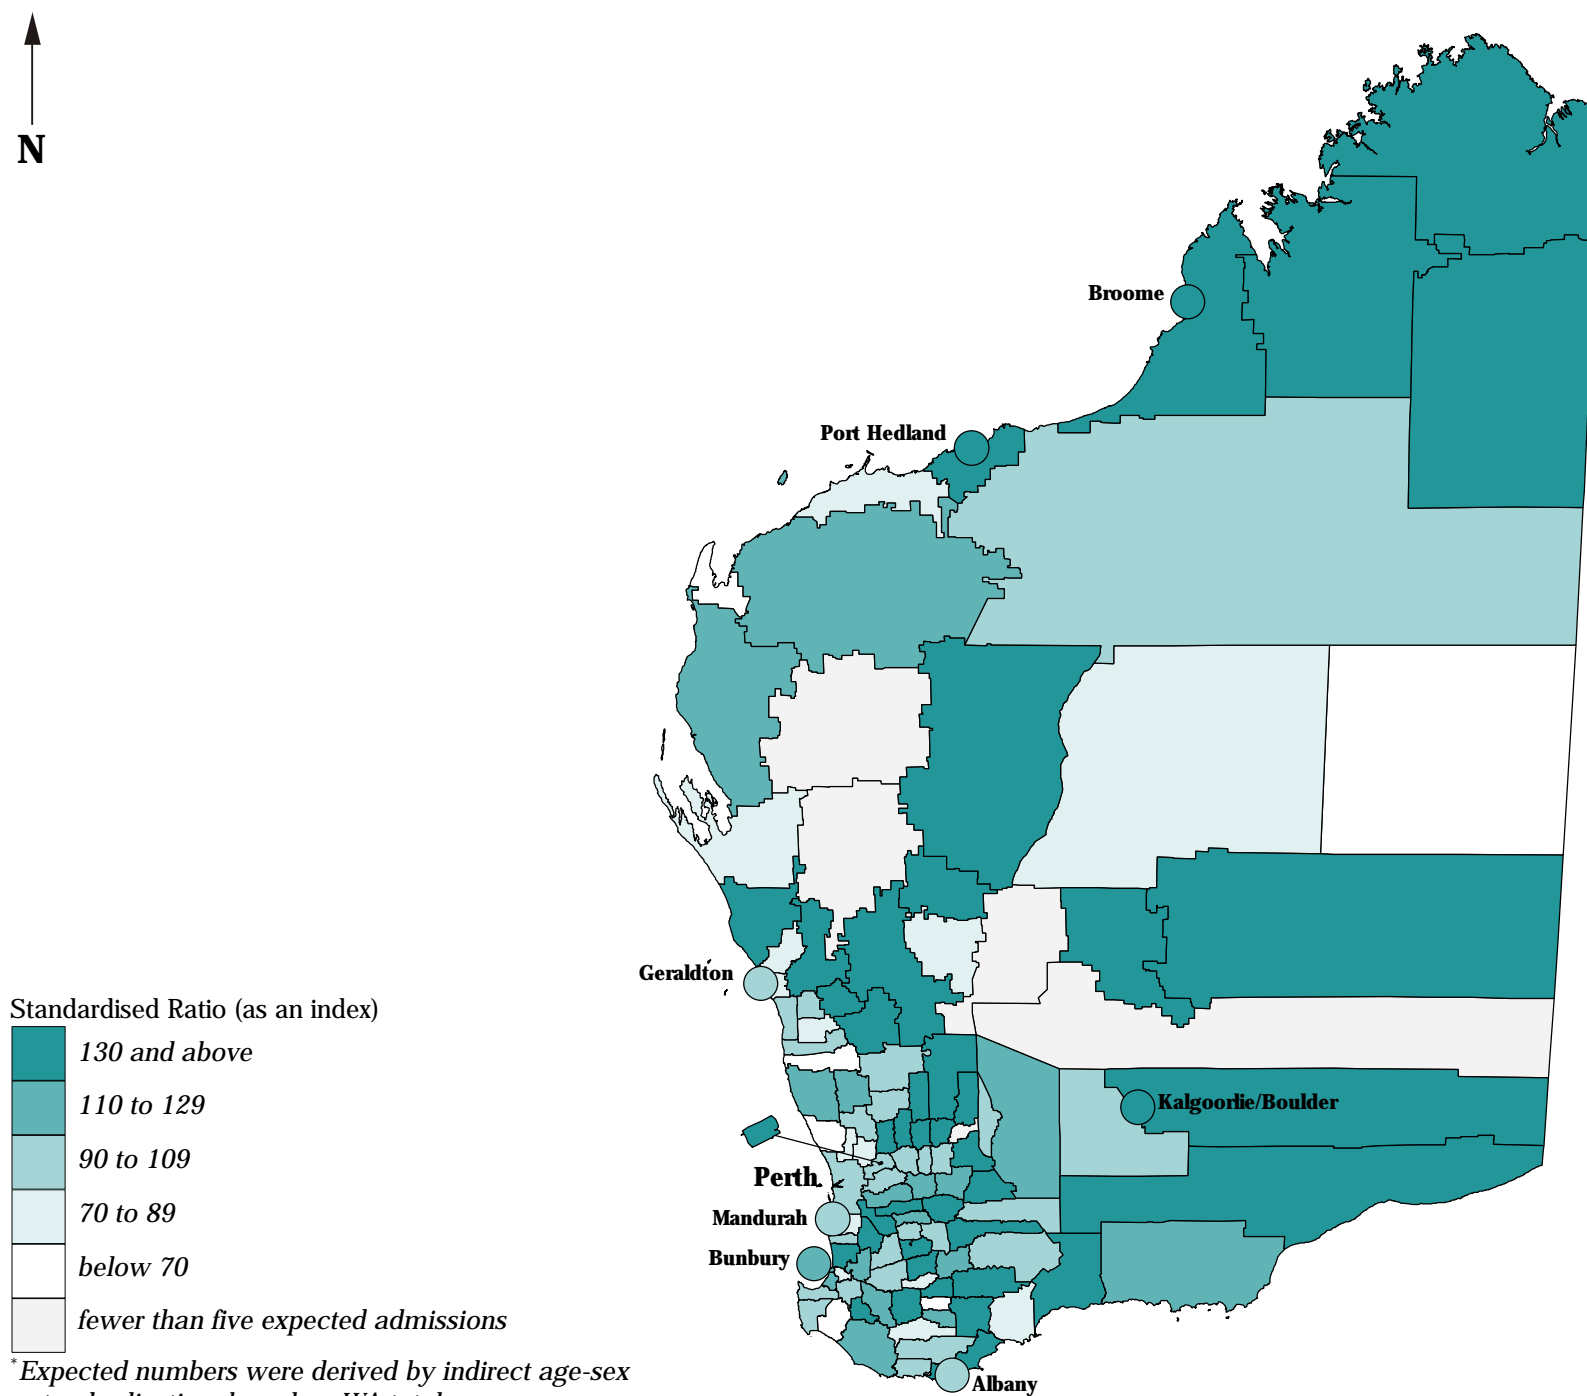 N
Broome
Port Hedland
Geraldton
Standardised Ratio (as an index)
130 and above
110 to 129
90 to 109
70 to 89
below 70
fewer than five expected admissions
Kalgoorlie/Boulder
Perth
Mandurah
Bunbury
Albany
*Expected numbers were derived by indirect age-sex